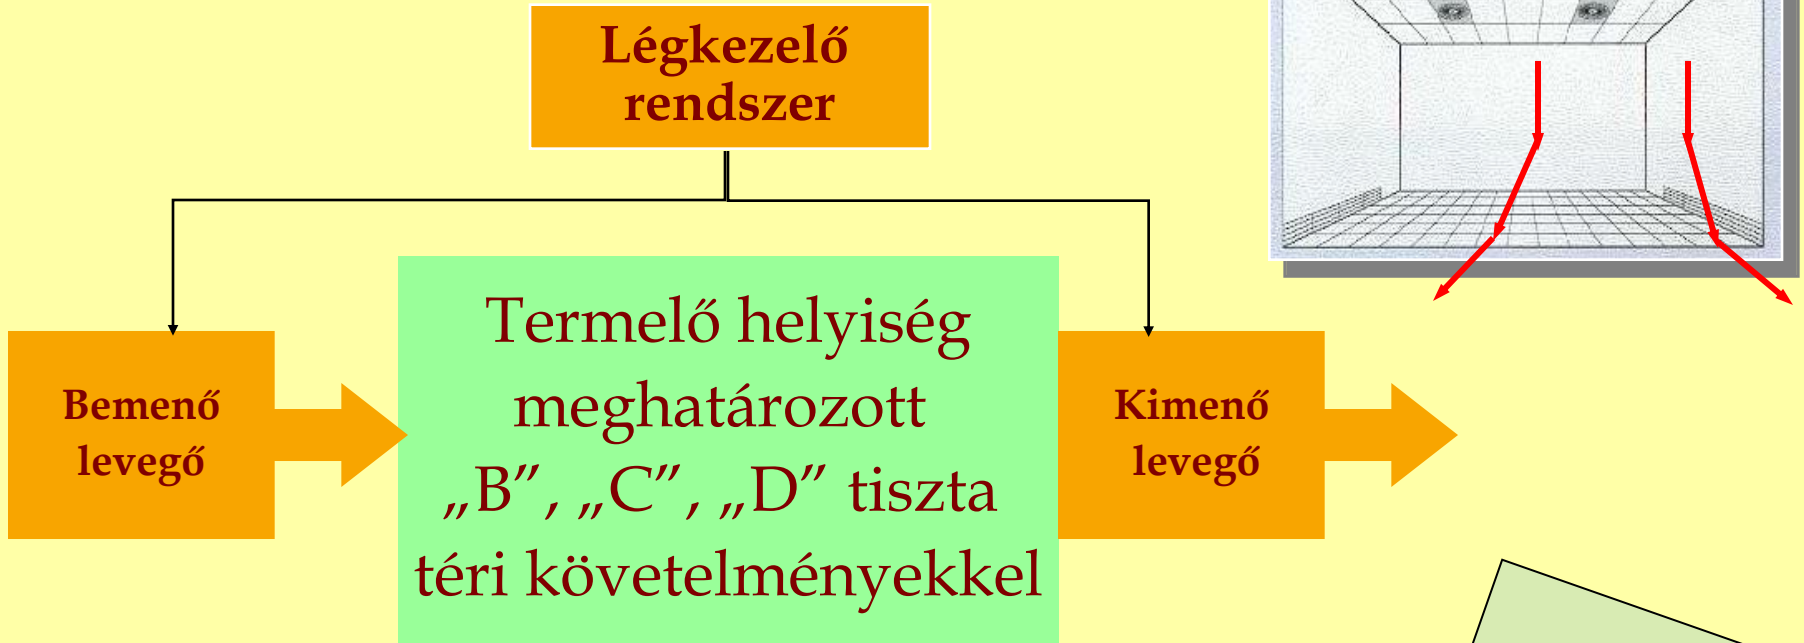 Légkezelő
rendszer
Bemenő
levegő
Termelő helyiség
meghatározott
„B”, „C”, „D” tiszta
téri követelményekkel
Kimenő
levegő